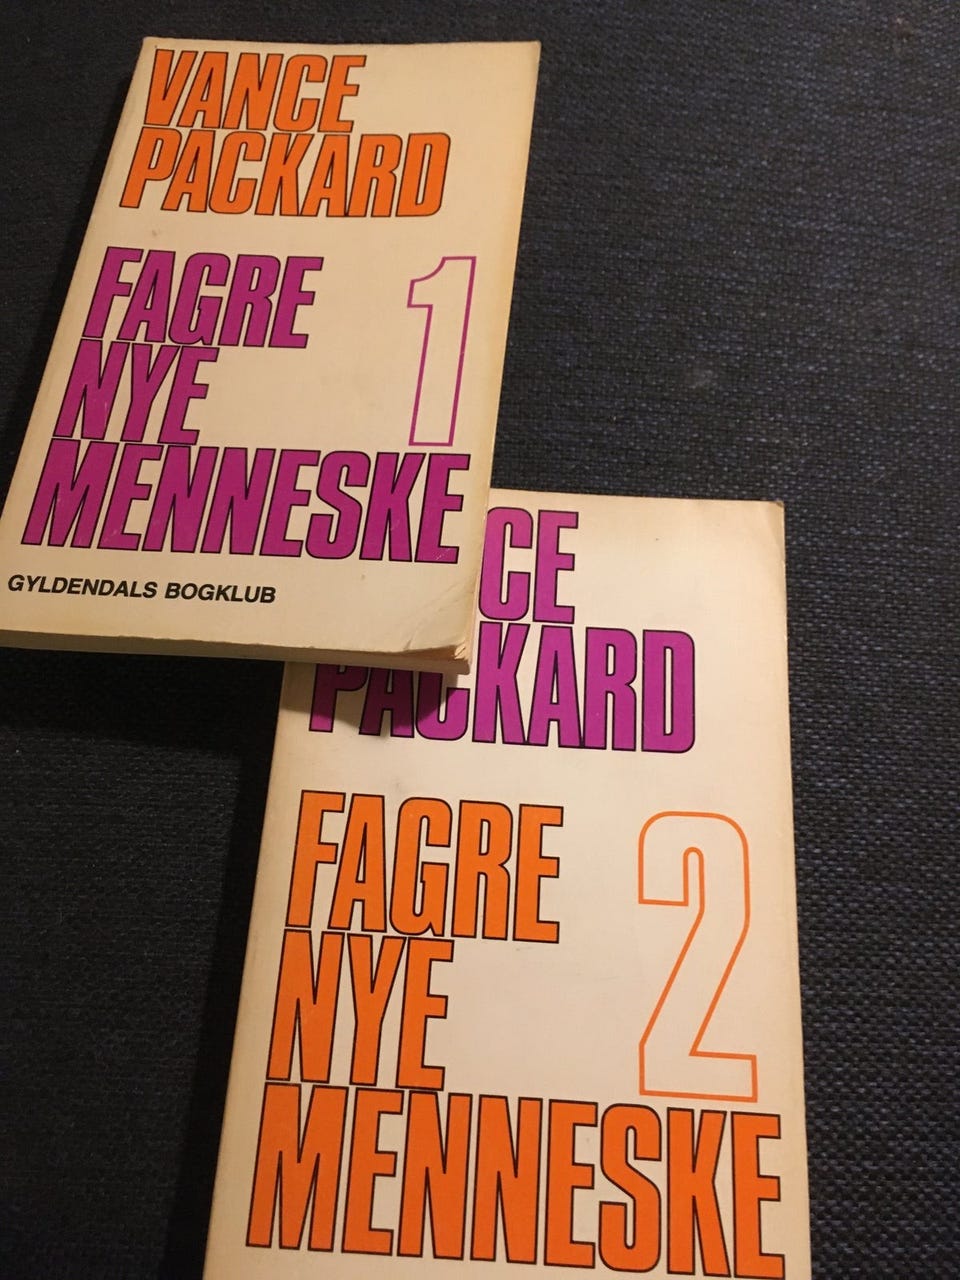 VANCE
PACKARD
FAGRE
NYE
MENNESKE
1
GYLDENDALS BOGKLUB
CE
PACKARD
FAGRE
NYE
MENNESKE
2